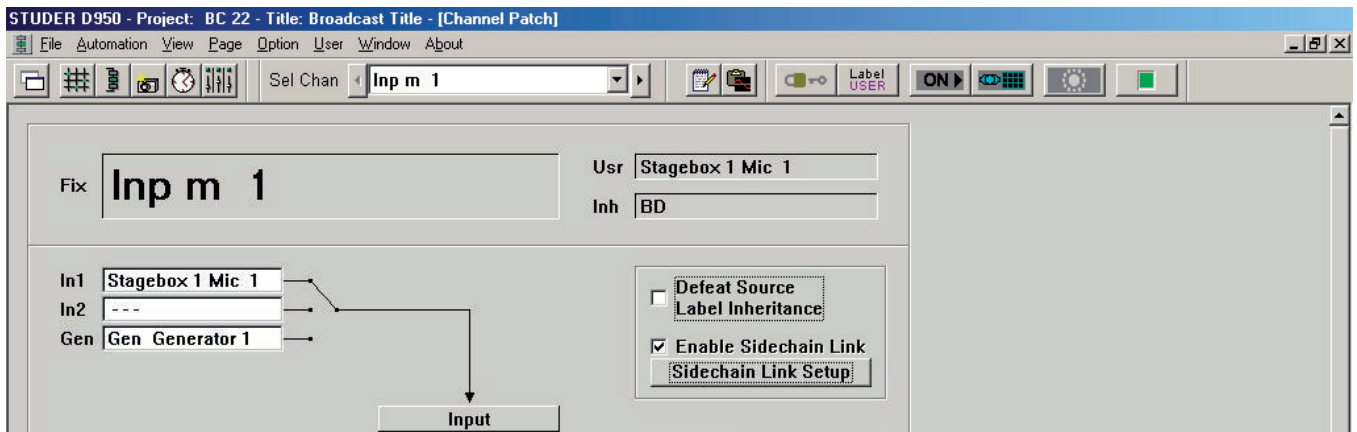 STUDER D950 - Project: BC 22 - Title: Broadcast Title - [Channel Patch]
File Automation View Page Option User Window About
Sel Chan Inp m 1 Label USER ON
Fix Inp m 1
Usr Stagebox 1 Mic 1
Inh BD
In1 Stagebox 1 Mic 1
In2 ---
Gen Gen Generator 1
Defeat Source
Label Inheritance
Enable Sidechain Link
Sidechain Link Setup
Input